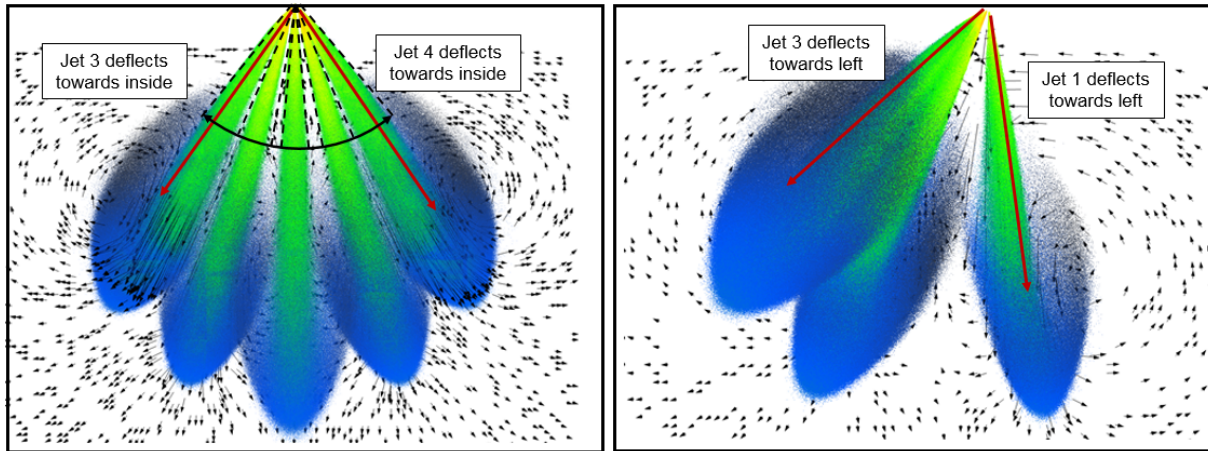 Jet 3 deflects
towards inside
Jet 4 deflects
towards inside
Jet 3 deflects
towards left
Jet 1 deflects
towards left